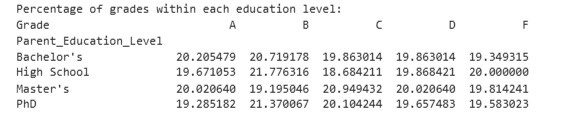 Percentage of grades within each education level:
Grade A B C D F
Parent_Education_Level
Bachelor's 20.205479 20.719178 19.863014 19.863014 19.349315
High School 19.671053 21.776316 18.684211 19.868421 20.000000
Master's 20.020640 19.195046 20.949432 20.020640 19.814241
PhD 19.285182 21.370067 20.104244 19.657483 19.583023